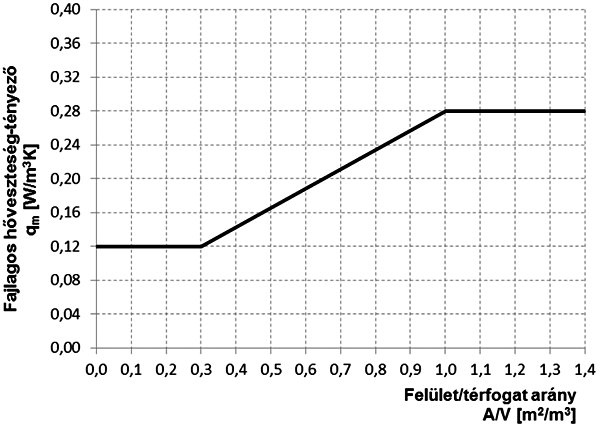 Fajlagos hőveszteség-tényező
qm [W/m³K]
0,40
0,36
0,32
0,28
0,24
0,20
0,16
0,12
0,08
0,04
0,00
0,0 0,1 0,2 0,3 0,4 0,5 0,6 0,7 0,8 0,9 1,0 1,1 1,2 1,3 1,4
Felület/térfogat arány
A/V [m²/m³]